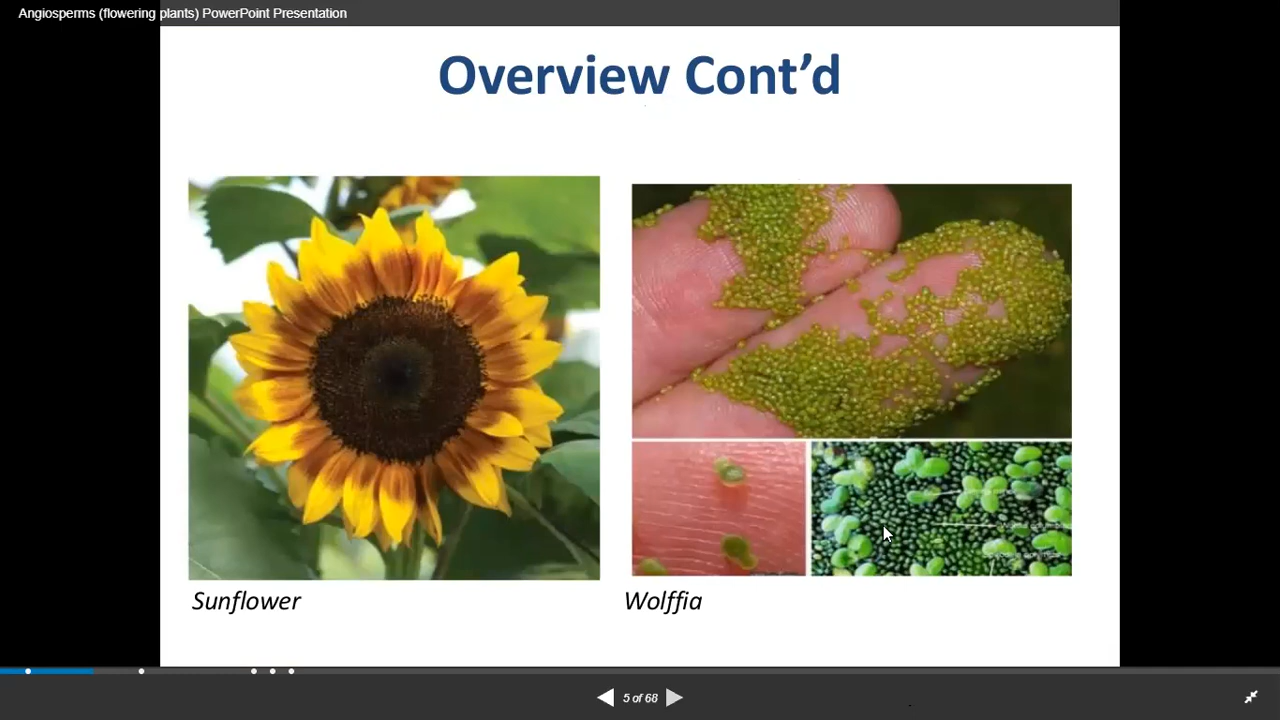 Angiosperms (flowering plants) PowerPoint Presentation
Overview Cont’d
Sunflower
Wolffia
5 of 68